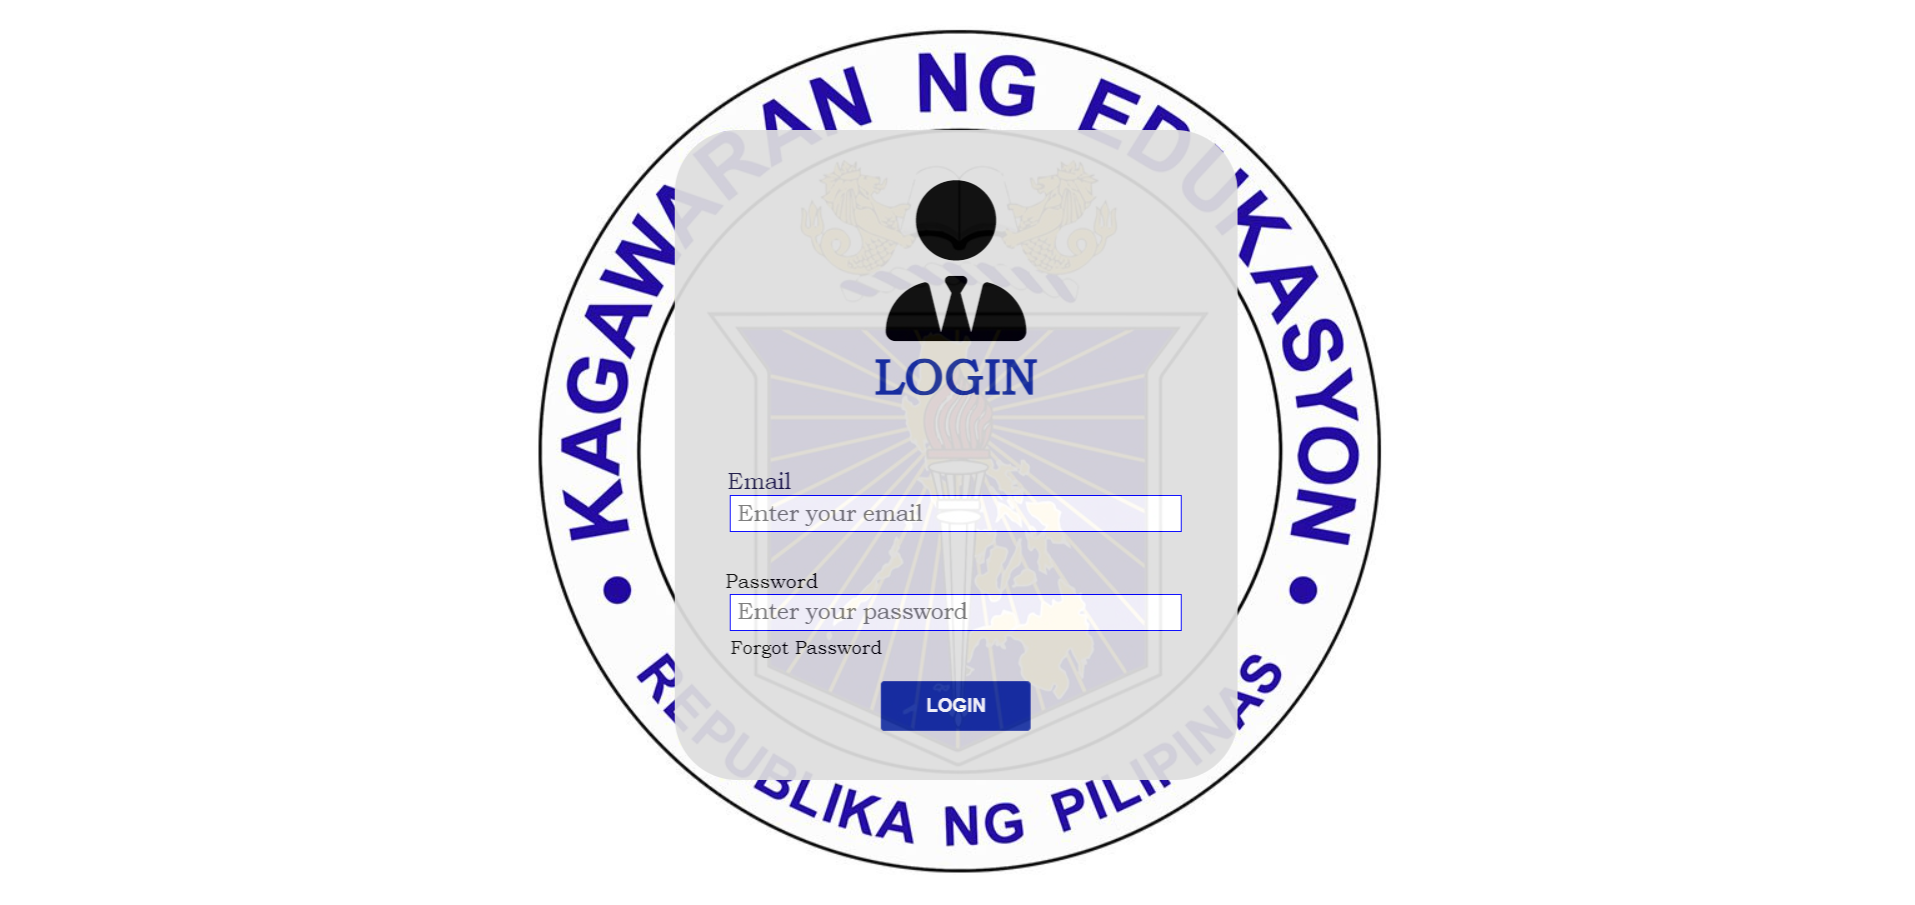 KAGAWARAN NG EDUKASYON
LOGIN
Email
Enter your email
Password
Enter your password
Forgot Password
LOGIN
REPUBLIKA NG PILIPINAS